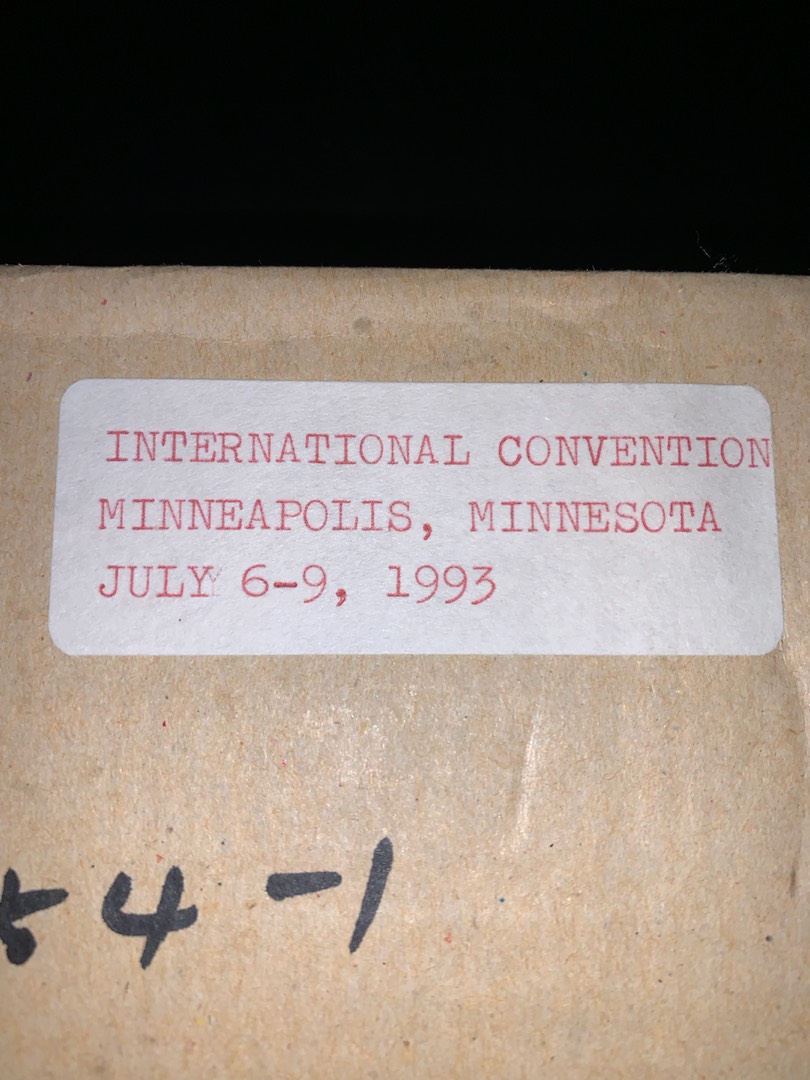 INTERNATIONAL CONVENTION
MINNEAPOLIS, MINNESOTA
JULY 6-9, 1993
54-1